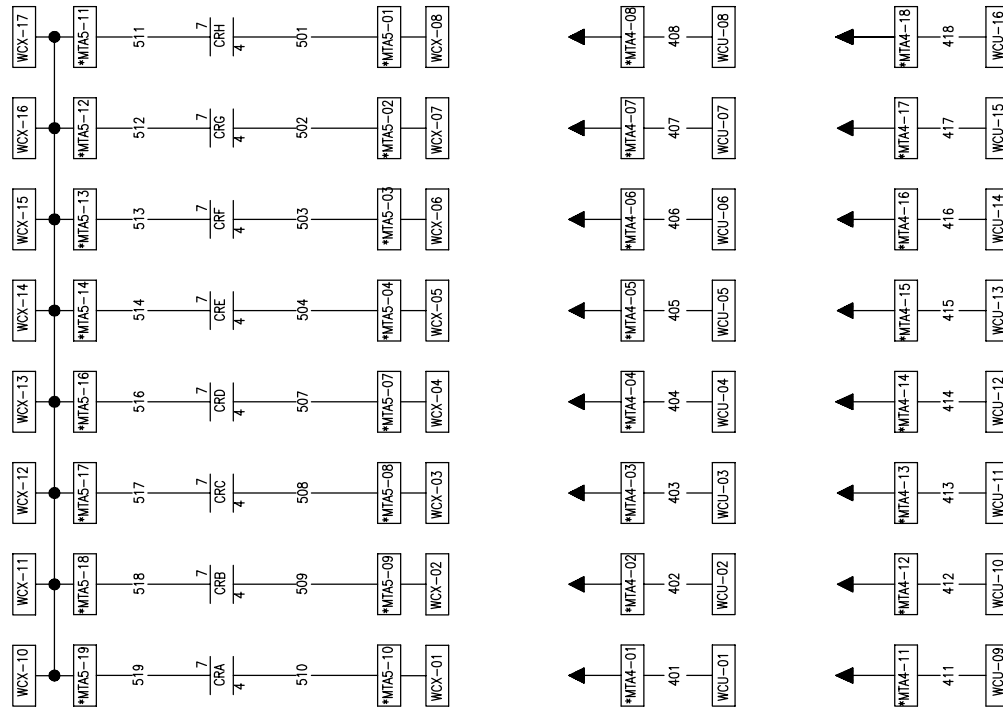 WCX-17
*MTA5-11
511
7
CRH
4
501
*MTA5-01
WCX-08
*MTA4-08
408
WCU-08
*MTA4-18
418
WCU-16
WCX-16
*MTA5-12
512
7
CRG
4
502
*MTA5-02
WCX-07
*MTA4-07
407
WCU-07
*MTA4-17
417
WCU-15
WCX-15
*MTA5-13
513
7
CRF
4
503
*MTA5-03
WCX-06
*MTA4-06
406
WCU-06
*MTA4-16
416
WCU-14
WCX-14
*MTA5-14
514
7
CRE
4
504
*MTA5-04
WCX-05
*MTA4-05
405
WCU-05
*MTA4-15
415
WCU-13
WCX-13
*MTA5-16
516
7
CRD
4
507
*MTA5-07
WCX-04
*MTA4-04
404
WCU-04
*MTA4-14
414
WCU-12
WCX-12
*MTA5-17
517
7
CRC
4
508
*MTA5-08
WCX-03
*MTA4-03
403
WCU-03
*MTA4-13
413
WCU-11
WCX-11
*MTA5-18
518
7
CRB
4
509
*MTA5-09
WCX-02
*MTA4-02
402
WCU-02
*MTA4-12
412
WCU-10
WCX-10
*MTA5-19
519
7
CRA
4
510
*MTA5-10
WCX-01
*MTA4-01
401
WCU-01
*MTA4-11
411
WCU-09